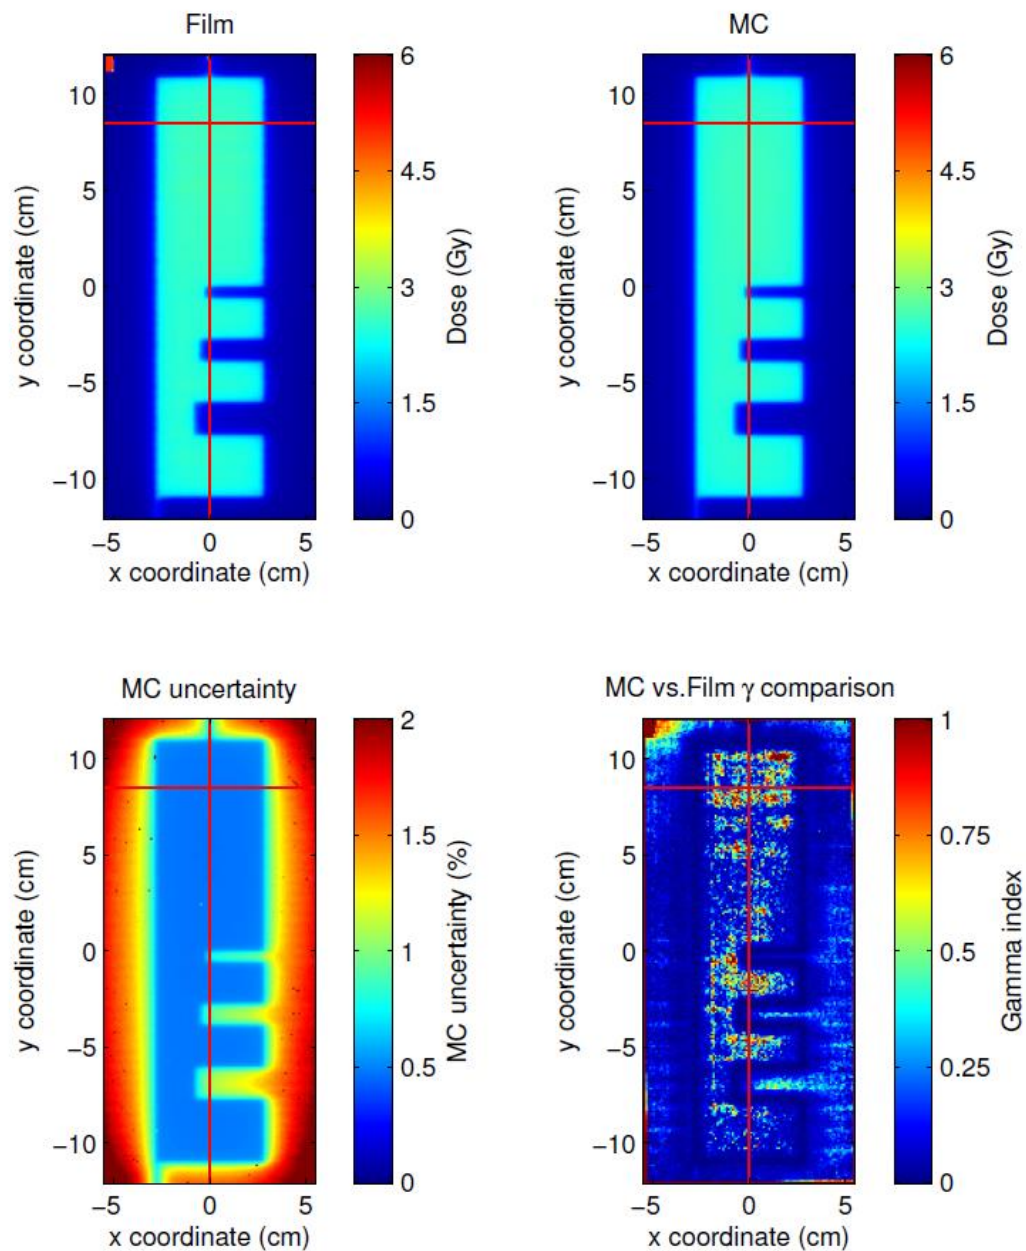 Film
10
5
0
−5
−10
y coordinate (cm)
−5 0 5
x coordinate (cm)
6
4.5
3
1.5
0
Dose (Gy)
MC
10
5
0
−5
−10
y coordinate (cm)
−5 0 5
x coordinate (cm)
6
4.5
3
1.5
0
Dose (Gy)
MC uncertainty
10
5
0
−5
−10
y coordinate (cm)
−5 0 5
x coordinate (cm)
2
1.5
1
0.5
0
MC uncertainty (%)
MC vs.Film γ comparison
10
5
0
−5
−10
y coordinate (cm)
−5 0 5
x coordinate (cm)
1
0.75
0.5
0.25
0
Gamma index